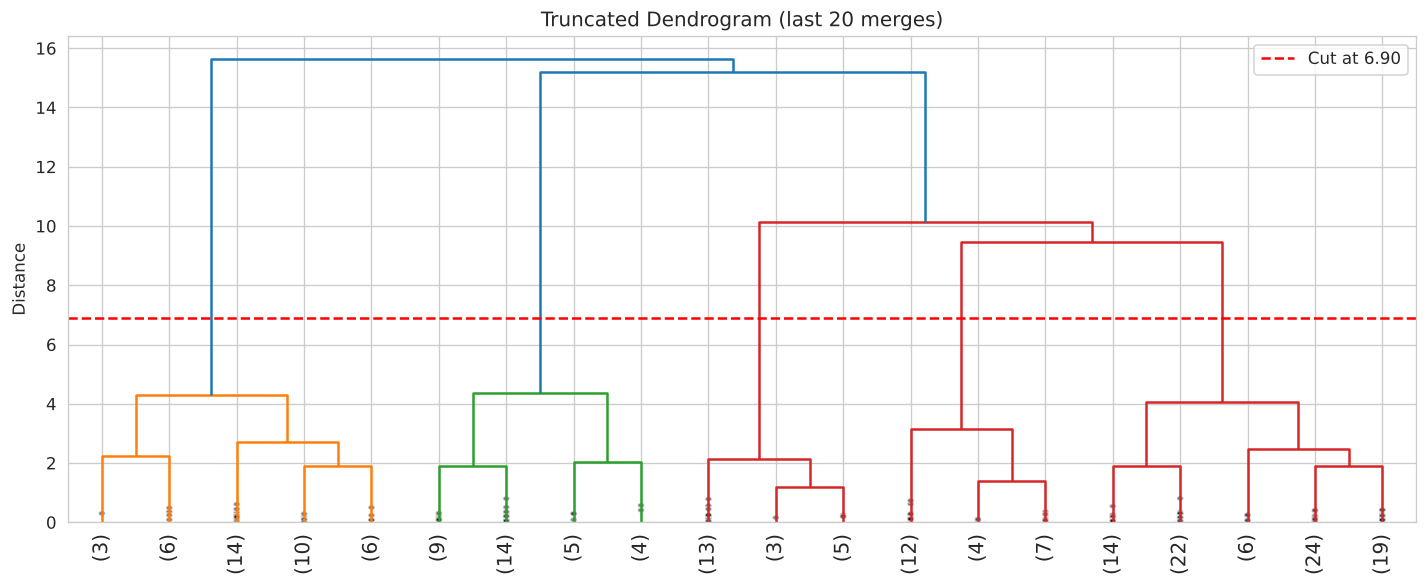 Truncated Dendrogram (last 20 merges)
Cut at 6.90
Distance
16
14
12
10
8
6
4
2
0
(3) (6) (14) (10) (6) (9) (14) (5) (4) (13) (3) (5) (12) (4) (7) (14) (22) (6) (24) (19)